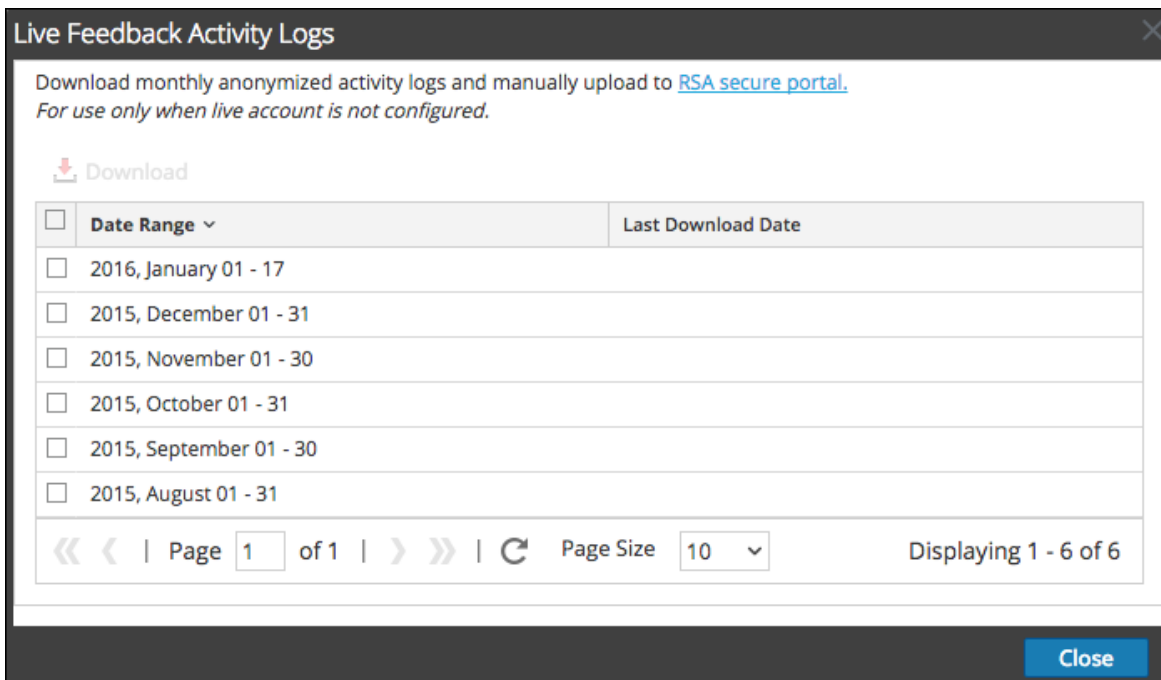 Live Feedback Activity Logs
Download monthly anonymized activity logs and manually upload to RSA secure portal.
For use only when live account is not configured.
Download
Date Range Last Download Date
2016, January 01 - 17
2015, December 01 - 31
2015, November 01 - 30
2015, October 01 - 31
2015, September 01 - 30
2015, August 01 - 31
| Page 1 of 1 | | Page Size 10 Displaying 1 - 6 of 6
Close